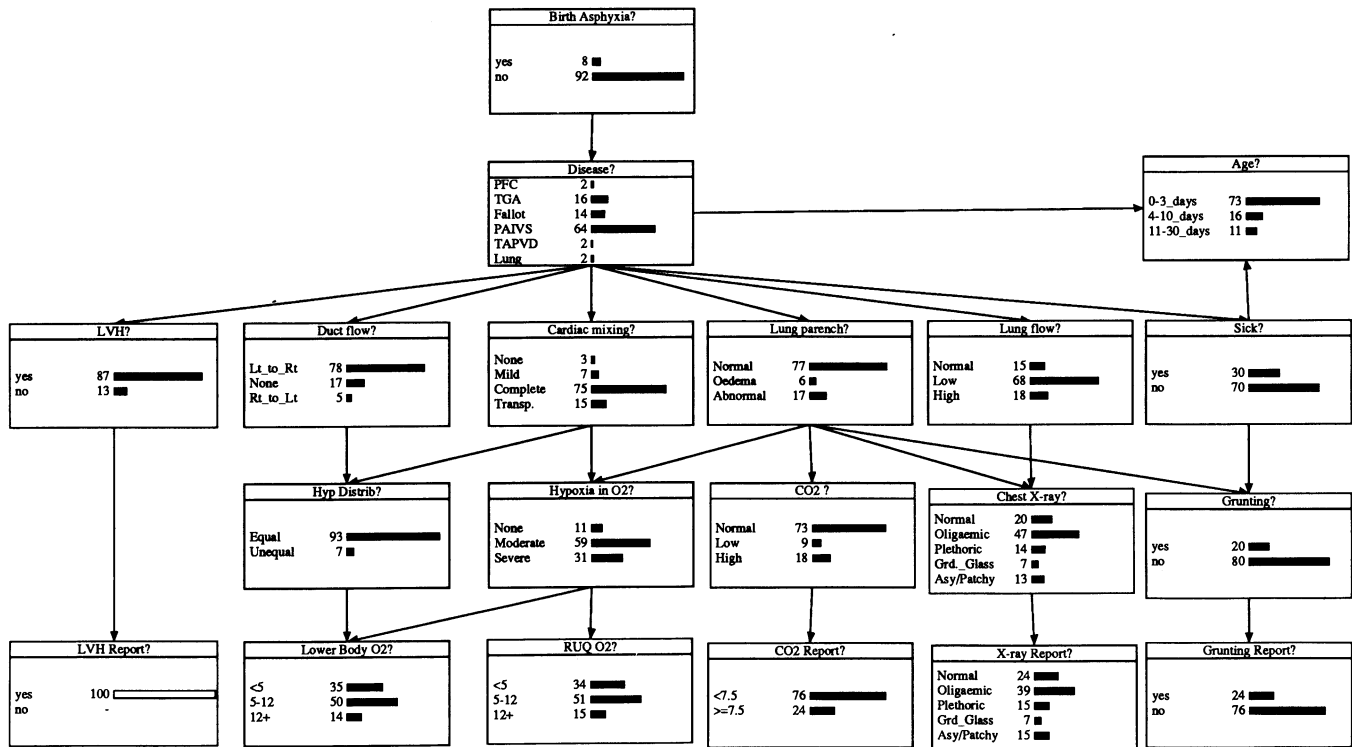 Birth Asphyxia?
yes 8
no 92
Disease?
PFC 2
TGA 16
Fallot 14
PAIVS 64
TAPVD 2
Lung 2
Age?
0-3_days 73
4-10_days 16
11-30_days 11
LVH?
yes 87
no 13
Duct flow?
Lt_to_Rt 78
None 17
Rt_to_Lt 5
Cardiac mixing?
None 3
Mild 7
Complete 75
Transp. 15
Lung parench?
Normal 77
Oedema 6
Abnormal 17
Lung flow?
Normal 15
Low 68
High 18
Sick?
yes 30
no 70
Hyp Distrib?
Equal 93
Unequal 7
Hypoxia in O2?
None 11
Moderate 59
Severe 31
CO2 ?
Normal 73
Low 9
High 18
Chest X-ray?
Normal 20
Oligaemic 47
Plethoric 14
Grd._Glass 7
Asy/Patchy 13
Grunting?
yes 20
no 80
LVH Report?
yes 100
no -
Lower Body O2?
<5 35
5-12 50
12+ 14
RUQ O2?
<5 34
5-12 51
12+ 15
CO2 Report?
<7.5 76
>=7.5 24
X-ray Report?
Normal 24
Oligaemic 39
Plethoric 15
Grd_Glass 7
Asy/Patchy 15
Grunting Report?
yes 24
no 76